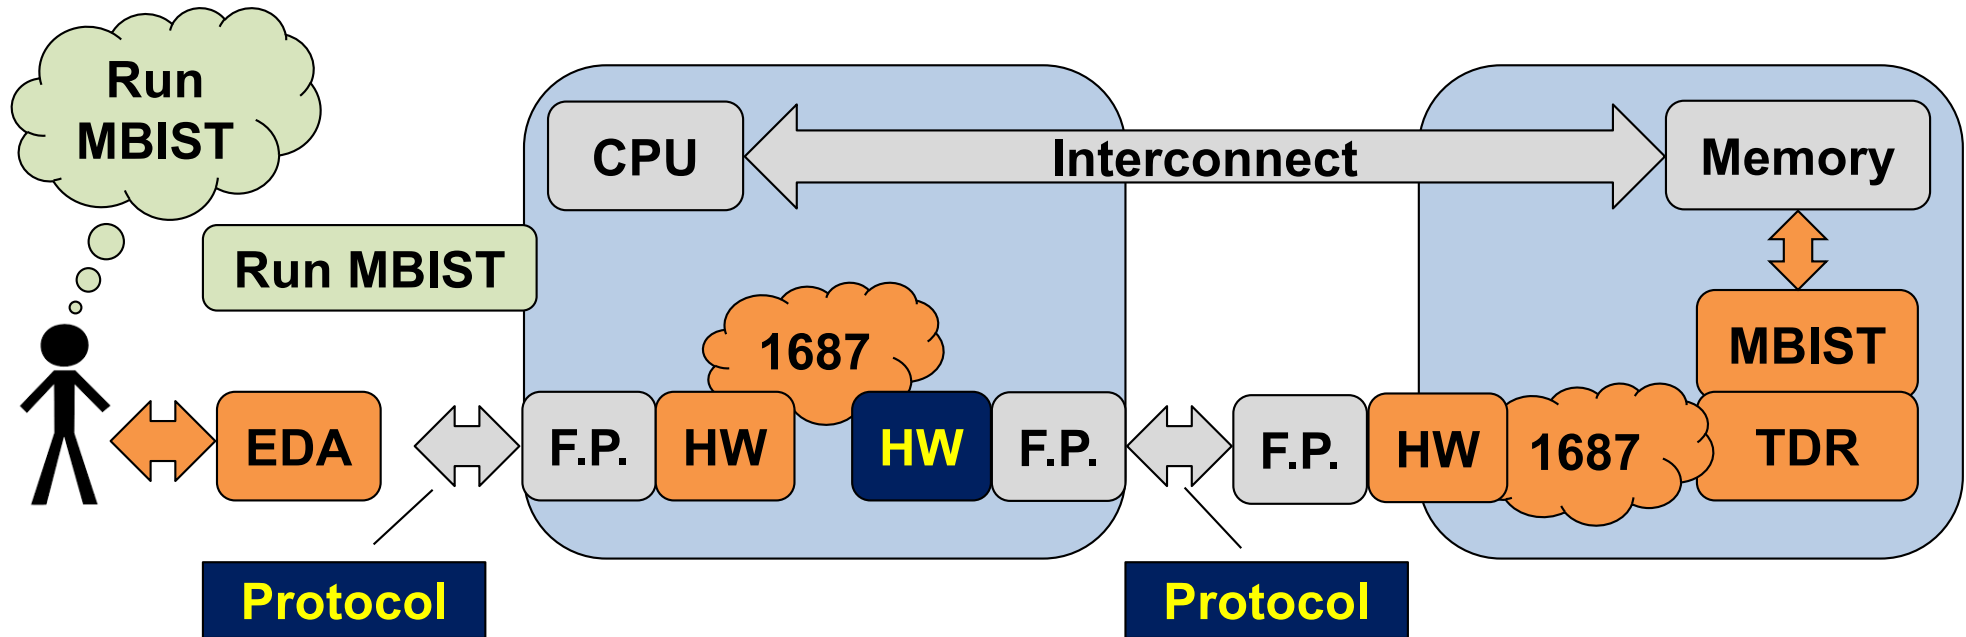 Run
MBIST
CPU
Interconnect
Memory
Run MBIST
1687
MBIST
EDA
F.P.
HW
HW
F.P.
F.P.
HW
1687
TDR
Protocol
Protocol